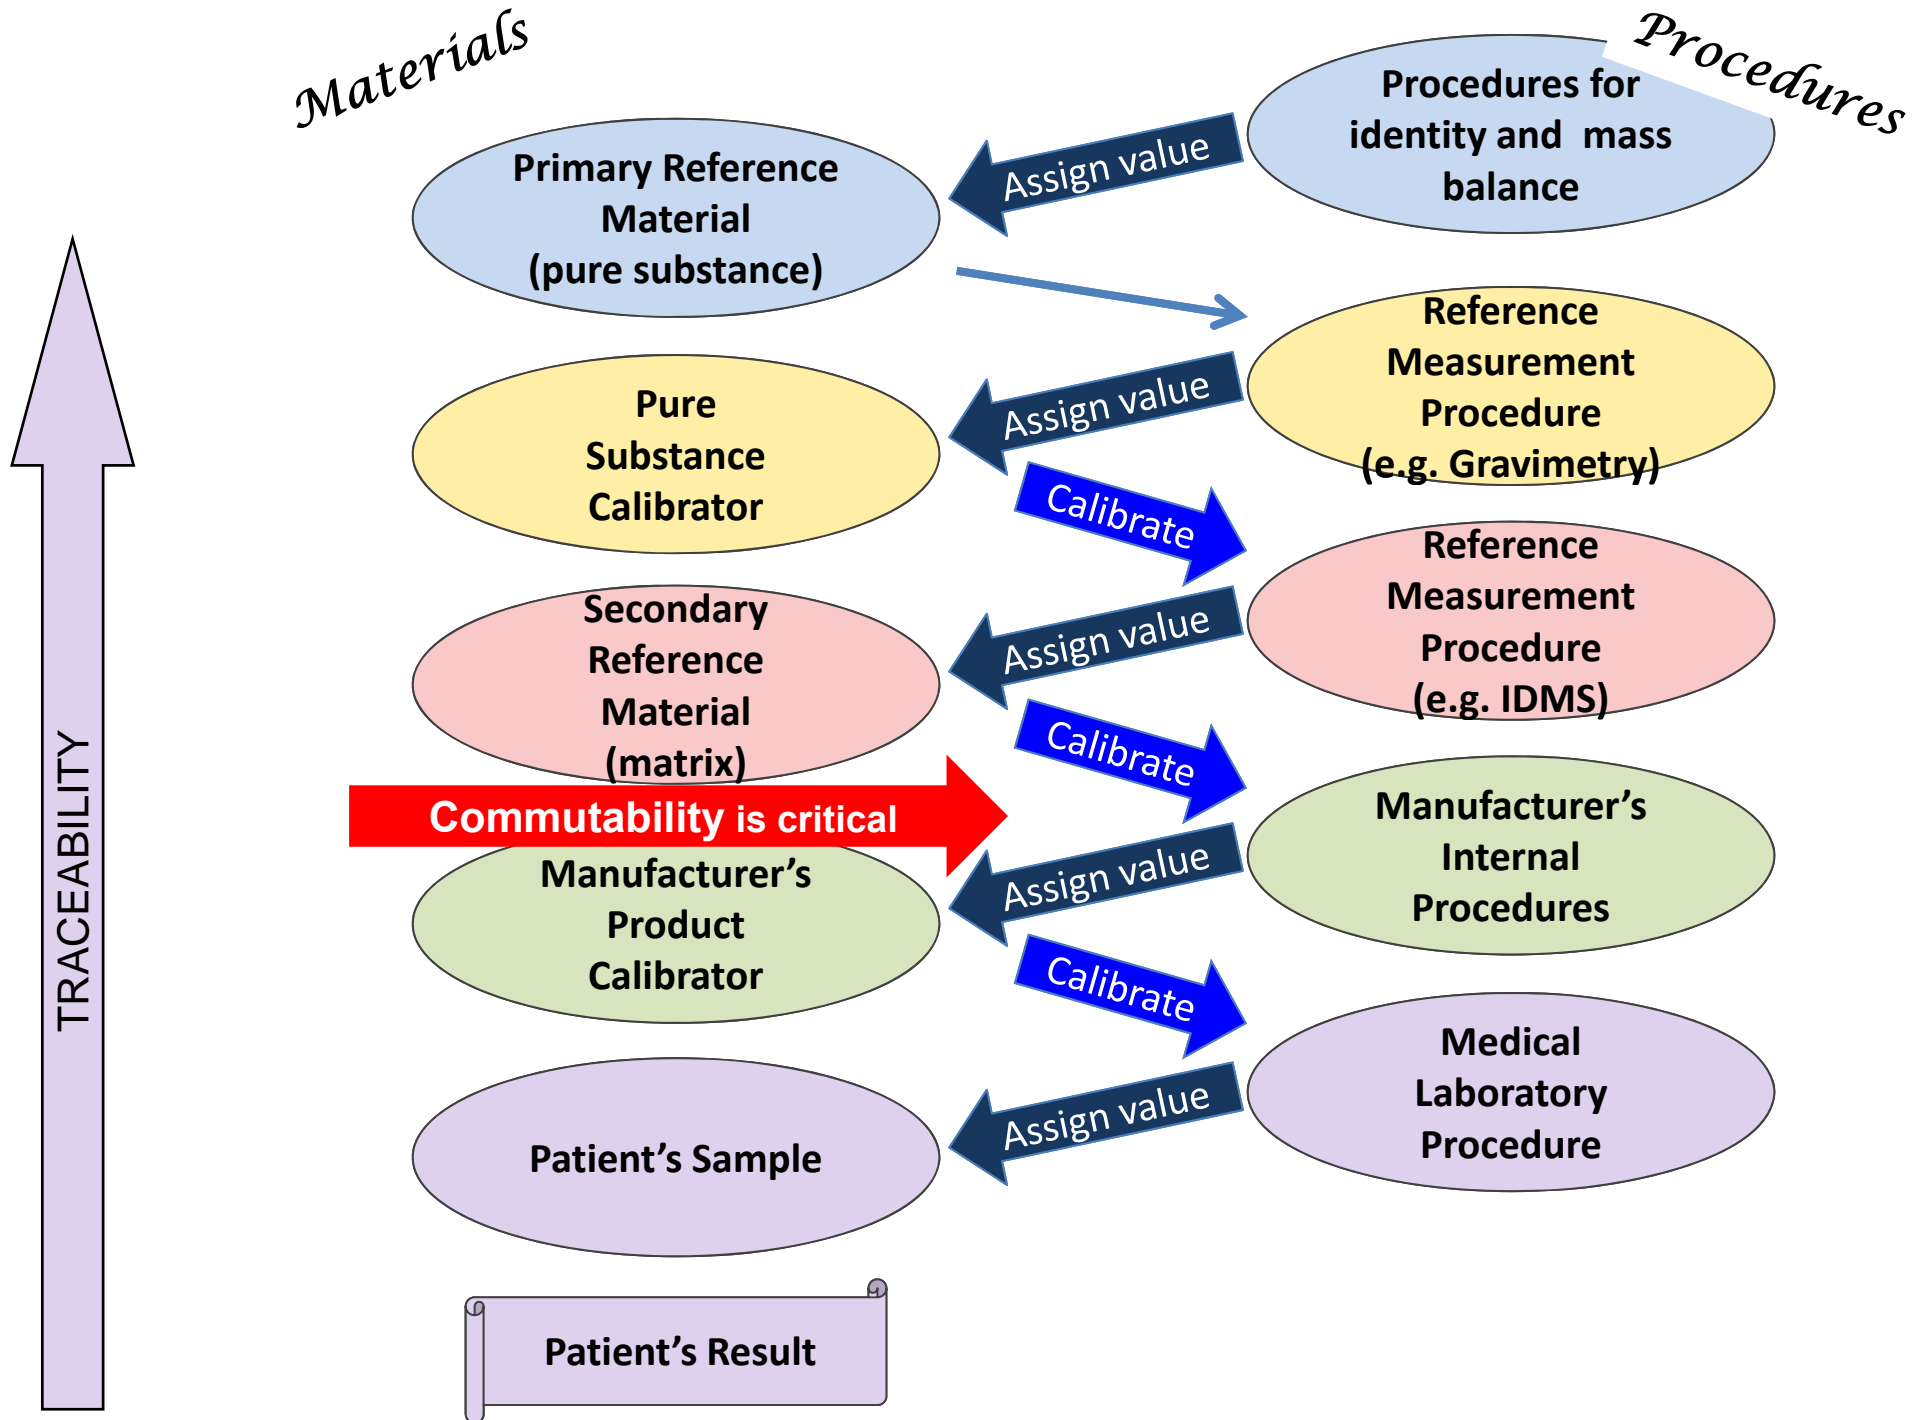 Materials
Procedures
Procedures for
identity and  mass
balance
Assign value
Primary Reference
Material
(pure substance)
Reference
Measurement
Procedure
(e.g. Gravimetry)
Assign value
Pure
Substance
Calibrator
Calibrate
Reference
Measurement
Procedure
(e.g. IDMS)
Assign value
Secondary
Reference
Material
(matrix)
Calibrate
Commutability is critical
Manufacturer’s
Internal
Procedures
Assign value
Manufacturer’s
Product
Calibrator
Calibrate
Medical
Laboratory
Procedure
Assign value
Patient’s Sample
Patient’s Result
TRACEABILITY